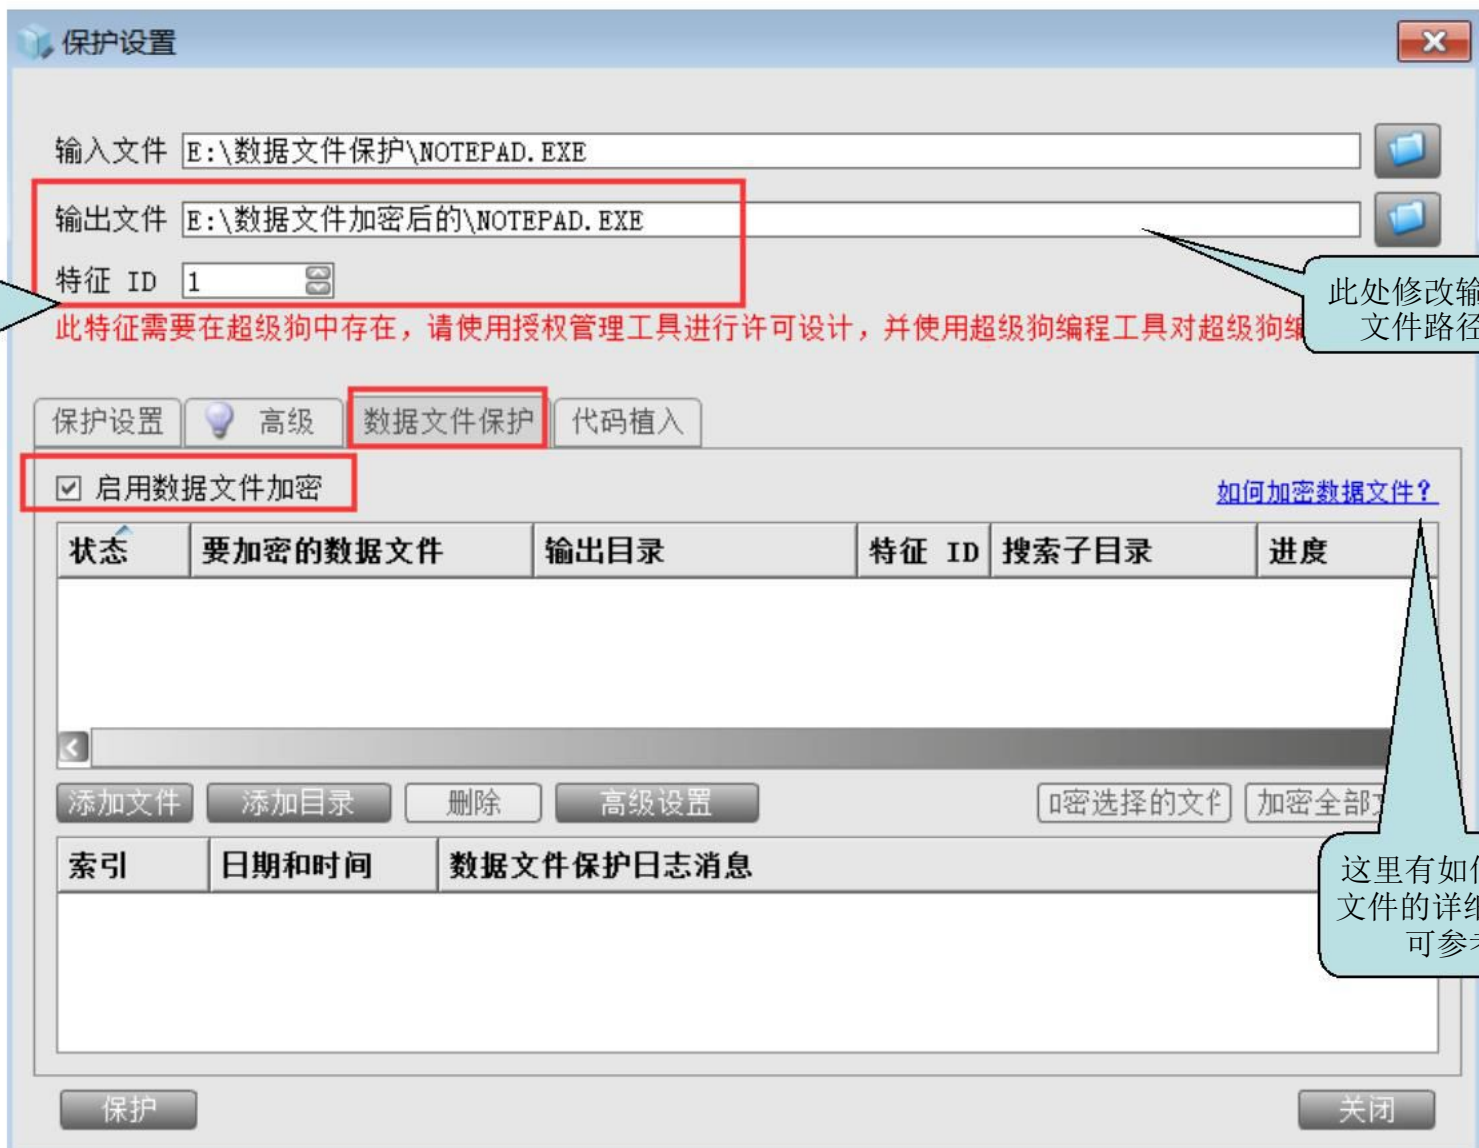 保护设置
输入文件 E:\数据文件保护\NOTEPAD.EXE
输出文件 E:\数据文件加密后的\NOTEPAD.EXE
特征 ID 1
此处修改输
文件路径
此特征需要在超级狗中存在，请使用授权管理工具进行许可设计，并使用超级狗编程工具对超级狗编
保护设置 高级 数据文件保护 代码植入
启用数据文件加密 如何加密数据文件？
状态 要加密的数据文件 输出目录 特征 ID 搜索子目录 进度
添加文件 添加目录 删除 高级设置 密选择的文件 加密全部
索引 日期和时间 数据文件保护日志消息
这里有如何
文件的详细
可参考
保护 关闭